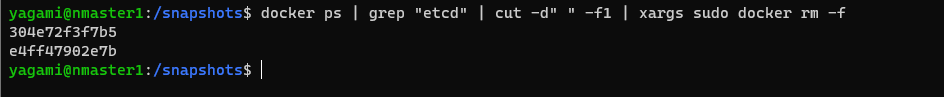 yagami@nmaster1:/snapshots$ docker ps | grep "etcd" | cut -d" " -f1 | xargs sudo docker rm -f
304e72f3f7b5
e4ff47902e7b
yagami@nmaster1:/snapshots$